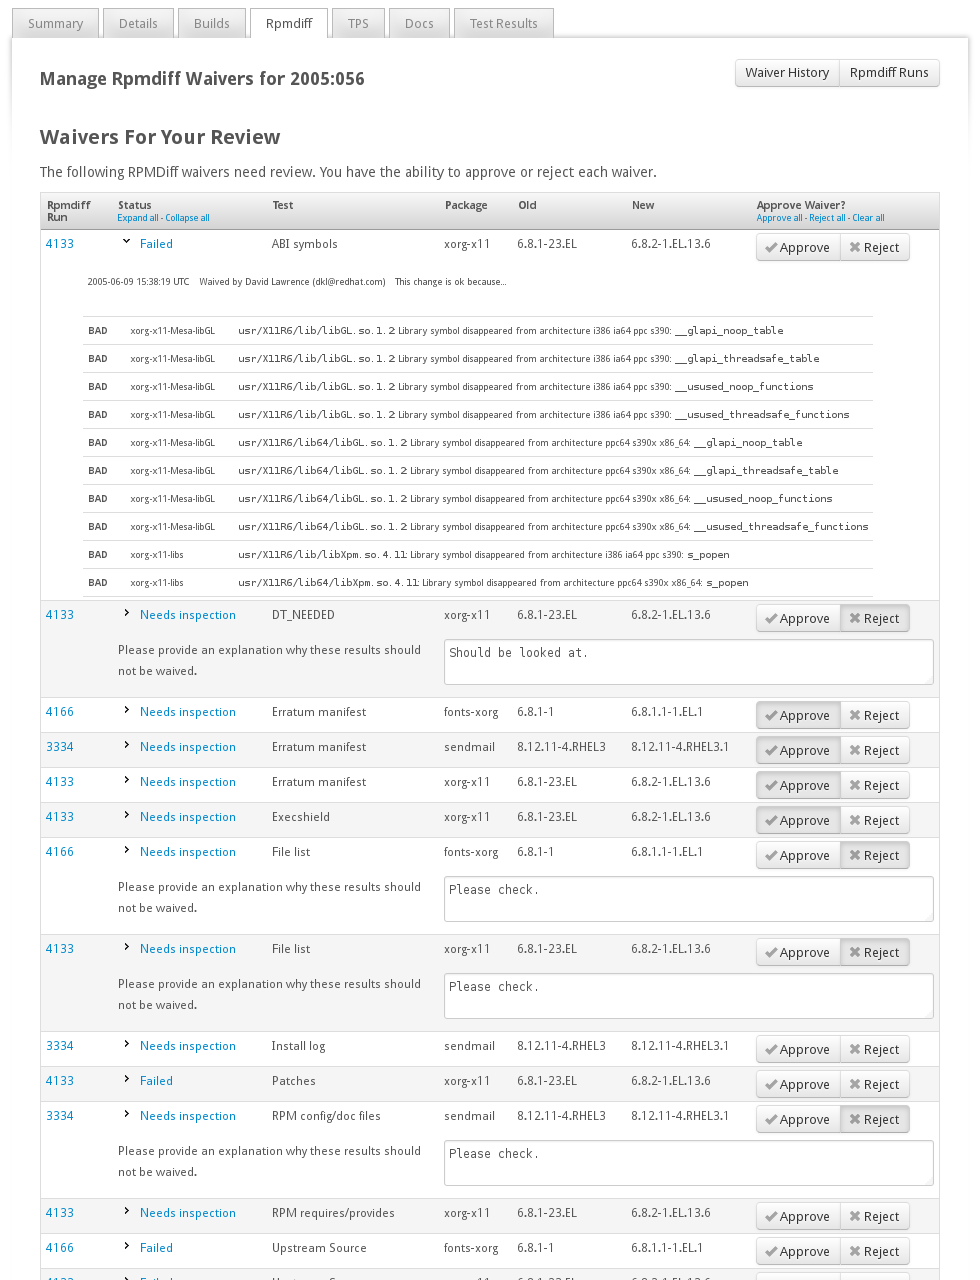 Summary Details Builds Rpmdiff TPS Docs Test Results
Manage Rpmdiff Waivers for 2005:056
Waiver History Rpmdiff Runs
Waivers For Your Review
The following RPMDiff waivers need review. You have the ability to approve or reject each waiver.
Rpmdiff Run Status Test Package Old New Approve Waiver?
Expand all - Collapse all Approve all - Reject all - Clear all
4133 Failed ABI symbols xorg-x11 6.8.1-23.EL 6.8.2-1.EL.13.6 Approve Reject
2005-06-09 15:38:19 UTC Waived by David Lawrence (dkl@redhat.com) This change is ok because...
BAD xorg-x11-Mesa-libGL usr/X11R6/lib/libGL.so.1.2 Library symbol disappeared from architecture i386 ia64 ppc s390: __glapi_noop_table
BAD xorg-x11-Mesa-libGL usr/X11R6/lib/libGL.so.1.2 Library symbol disappeared from architecture i386 ia64 ppc s390: __glapi_threadsafe_table
BAD xorg-x11-Mesa-libGL usr/X11R6/lib/libGL.so.1.2 Library symbol disappeared from architecture i386 ia64 ppc s390: __usused_noop_functions
BAD xorg-x11-Mesa-libGL usr/X11R6/lib/libGL.so.1.2 Library symbol disappeared from architecture i386 ia64 ppc s390: __usused_threadsafe_functions
BAD xorg-x11-Mesa-libGL usr/X11R6/lib64/libGL.so.1.2 Library symbol disappeared from architecture ppc64 s390x x86_64: __glapi_noop_table
BAD xorg-x11-Mesa-libGL usr/X11R6/lib64/libGL.so.1.2 Library symbol disappeared from architecture ppc64 s390x x86_64: __glapi_threadsafe_table
BAD xorg-x11-Mesa-libGL usr/X11R6/lib64/libGL.so.1.2 Library symbol disappeared from architecture ppc64 s390x x86_64: __usused_noop_functions
BAD xorg-x11-Mesa-libGL usr/X11R6/lib64/libGL.so.1.2 Library symbol disappeared from architecture ppc64 s390x x86_64: __usused_threadsafe_functions
BAD xorg-x11-libs usr/X11R6/lib/libXpm.so.4.11: Library symbol disappeared from architecture i386 ia64 ppc s390: s_popen
BAD xorg-x11-libs usr/X11R6/lib64/libXpm.so.4.11: Library symbol disappeared from architecture ppc64 s390x x86_64: s_popen
4133 Needs inspection DT_NEEDED xorg-x11 6.8.1-23.EL 6.8.2-1.EL.13.6 Approve Reject
Please provide an explanation why these results should Should be looked at.
not be waived.
4166 Needs inspection Erratum manifest fonts-xorg 6.8.1-1 6.8.1.1-1.EL.1 Approve Reject
3334 Needs inspection Erratum manifest sendmail 8.12.11-4.RHEL3 8.12.11-4.RHEL3.1 Approve Reject
4133 Needs inspection Erratum manifest xorg-x11 6.8.1-23.EL 6.8.2-1.EL.13.6 Approve Reject
4133 Needs inspection Execshield xorg-x11 6.8.1-23.EL 6.8.2-1.EL.13.6 Approve Reject
4166 Needs inspection File list fonts-xorg 6.8.1-1 6.8.1.1-1.EL.1 Approve Reject
Please provide an explanation why these results should Please check.
not be waived.
4133 Needs inspection File list xorg-x11 6.8.1-23.EL 6.8.2-1.EL.13.6 Approve Reject
Please provide an explanation why these results should Please check.
not be waived.
3334 Needs inspection Install log sendmail 8.12.11-4.RHEL3 8.12.11-4.RHEL3.1 Approve Reject
4133 Failed Patches xorg-x11 6.8.1-23.EL 6.8.2-1.EL.13.6 Approve Reject
3334 Needs inspection RPM config/doc files sendmail 8.12.11-4.RHEL3 8.12.11-4.RHEL3.1 Approve Reject
Please provide an explanation why these results should Please check.
not be waived.
4133 Needs inspection RPM requires/provides xorg-x11 6.8.1-23.EL 6.8.2-1.EL.13.6 Approve Reject
4166 Failed Upstream Source fonts-xorg 6.8.1-1 6.8.1.1-1.EL.1 Approve Reject